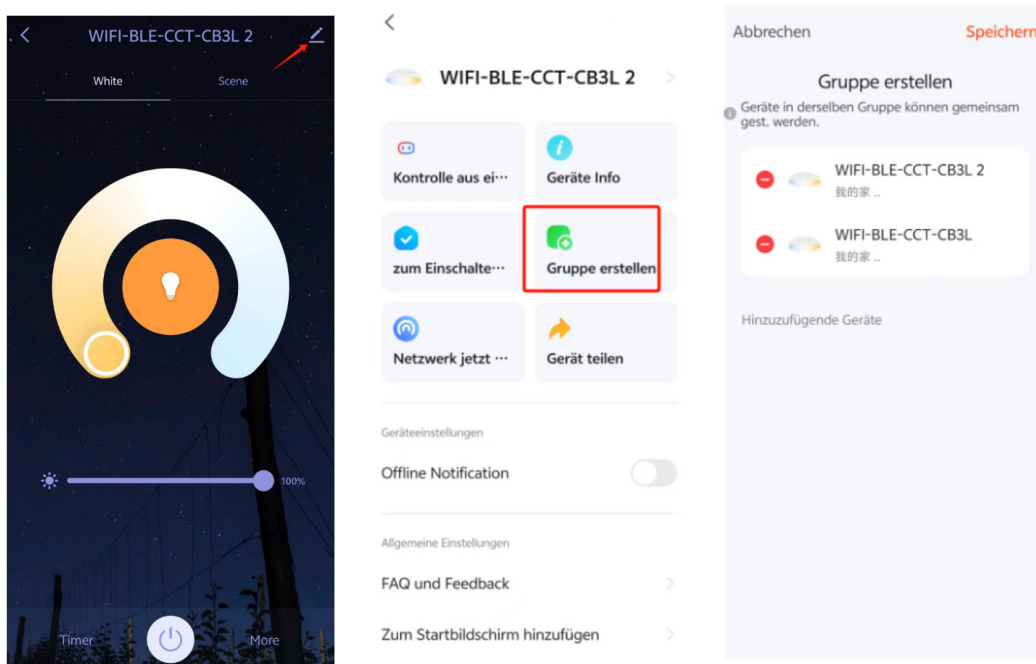 WIFI-BLE-CCT-CB3L 2
White
Scene
100%
Timer
More
WIFI-BLE-CCT-CB3L 2
Kontrolle aus ei···
Geräte Info
zum Einschalte···
Gruppe erstellen
Netzwerk jetzt ···
Gerät teilen
Geräteeinstellungen
Offline Notification
Allgemeine Einstellungen
FAQ und Feedback
Zum Startbildschirm hinzufügen
Abbrechen
Speichern
Gruppe erstellen
Geräte in derselben Gruppe können gemeinsam
gest. werden.
WIFI-BLE-CCT-CB3L 2
我的家 ..
WIFI-BLE-CCT-CB3L
我的家 ..
Hinzuzufügende Geräte